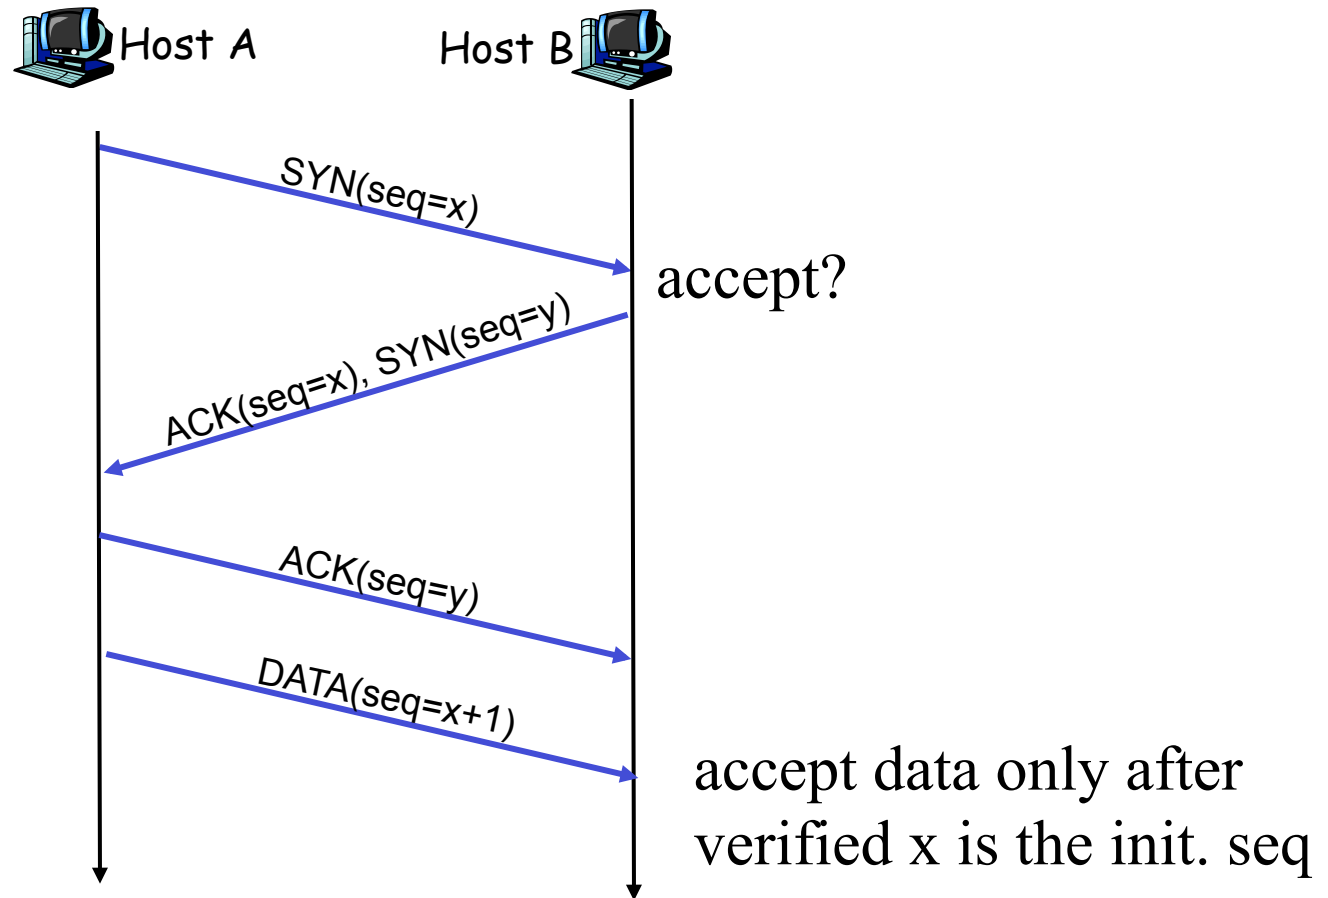 Host A
Host B
SYN(seq=x)
accept?
ACK(seq=x), SYN(seq=y)
ACK(seq=y)
DATA(seq=x+1)
accept data only after
verified x is the init. seq